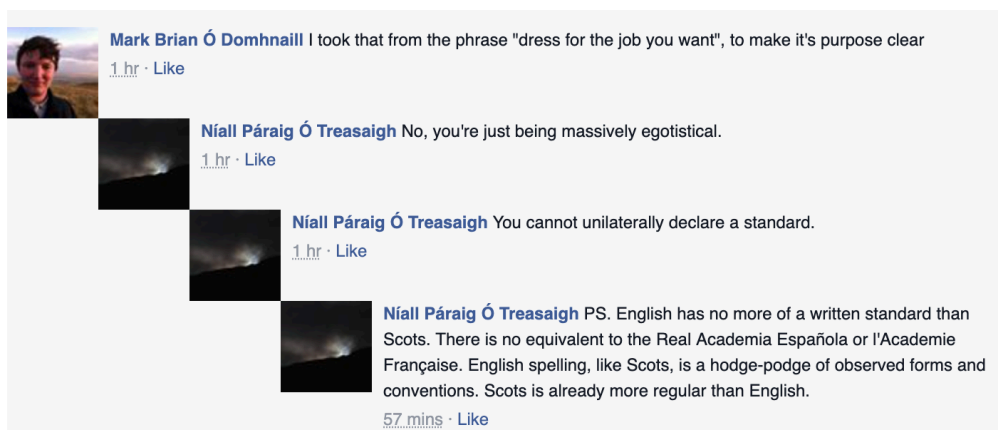 Mark Brian Ó Domhnaill I took that from the phrase "dress for the job you want", to make it's purpose clear
1 hr · Like
Níall Páraig Ó Treasaigh No, you're just being massively egotistical.
1 hr · Like
Níall Páraig Ó Treasaigh You cannot unilaterally declare a standard.
1 hr · Like
Níall Páraig Ó Treasaigh PS. English has no more of a written standard than
Scots. There is no equivalent to the Real Academia Española or l'Academie
Française. English spelling, like Scots, is a hodge-podge of observed forms and
conventions. Scots is already more regular than English.
57 mins · Like